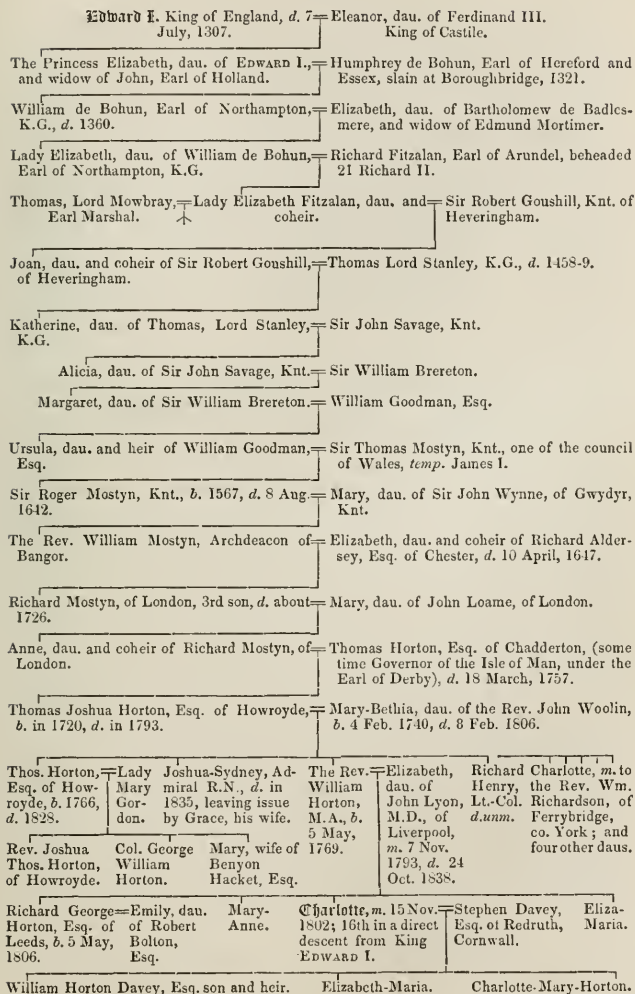 Edward I. King of England, d. 7 July, 1307. Eleanor, dau. of Ferdinand III. King of Castile.
The Princess Elizabeth, dau. of EDWARD I., and widow of John, Earl of Holland. Humphrey de Bohun, Earl of Hereford and Essex, slain at Boroughbridge, 1321.
William de Bohun, Earl of Northampton, K.G., d. 1360. Elizabeth, dau. of Bartholomew de Badlesmere, and widow of Edmund Mortimer.
Lady Elizabeth, dau. of William de Bohun, Earl of Northampton, K.G. Richard Fitzalan, Earl of Arundel, beheaded 21 Richard II.
Thomas, Lord Mowbray, Earl Marshal. Lady Elizabeth Fitzalan, dau. and coheir. Sir Robert Goushill, Knt. of Heveringham.
Joan, dau. and coheir of Sir Robert Goushill, of Heveringham. Thomas Lord Stanley, K.G., d. 1458-9.
Katherine, dau. of Thomas, Lord Stanley, K.G. Sir John Savage, Knt.
Alicia, dau. of Sir John Savage, Knt. Sir William Brereton.
Margaret, dau. of Sir William Brereton. William Goodman, Esq.
Ursula, dau. and heir of William Goodman, Esq. Sir Thomas Mostyn, Knt., one of the council of Wales, temp. James I.
Sir Roger Mostyn, Knt., b. 1567, d. 8 Aug. 1642. Mary, dau. of Sir John Wynne, of Gwydyr, Knt.
The Rev. William Mostyn, Archdeacon of Bangor. Elizabeth, dau. and coheir of Richard Aldersey, Esq. of Chester, d. 10 April, 1647.
Richard Mostyn, of London, 3rd son, d. about 1726. Mary, dau. of John Loame, of London.
Anne, dau. and coheir of Richard Mostyn, of London. Thomas Horton, Esq. of Chadderton, (some time Governor of the Isle of Man, under the Earl of Derby), d. 18 March, 1757.
Thomas Joshua Horton, Esq. of Howroyde, b. in 1720, d. in 1793. Mary-Bethia, dau. of the Rev. John Woolin, b. 4 Feb. 1740, d. 8 Feb. 1806.
Thos. Horton, Esq. of Howroyde, b. 1766, d. 1828. Lady Mary Gordon. Joshua-Sydney, Admiral R.N., d. in 1835, leaving issue by Grace, his wife. The Rev. William Horton, M.A., b. 5 May, 1769. Elizabeth, dau. of John Lyon, M.D., of Liverpool, m. 7 Nov. 1793, d. 24 Oct. 1838. Richard Henry, Lt.-Col. d.unm. Charlotte, m. to the Rev. Wm. Richardson, of Ferrybridge, co. York; and four other daus.
Rev. Joshua Thos. Horton, of Howroyde. Col. George William Horton. Mary, wife of Benyon Hacket, Esq.
Richard George Horton, Esq. of Leeds, b. 5 May, 1806. Emily, dau. of Robert Bolton, Esq. Mary-Anne. Charlotte, m. 15 Nov. 1802; 16th in a direct descent from King EDWARD I. Stephen Davey, Esq. of Redruth, Cornwall. Eliza-Maria.
William Horton Davey, Esq. son and heir. Elizabeth-Maria. Charlotte-Mary-Horton.